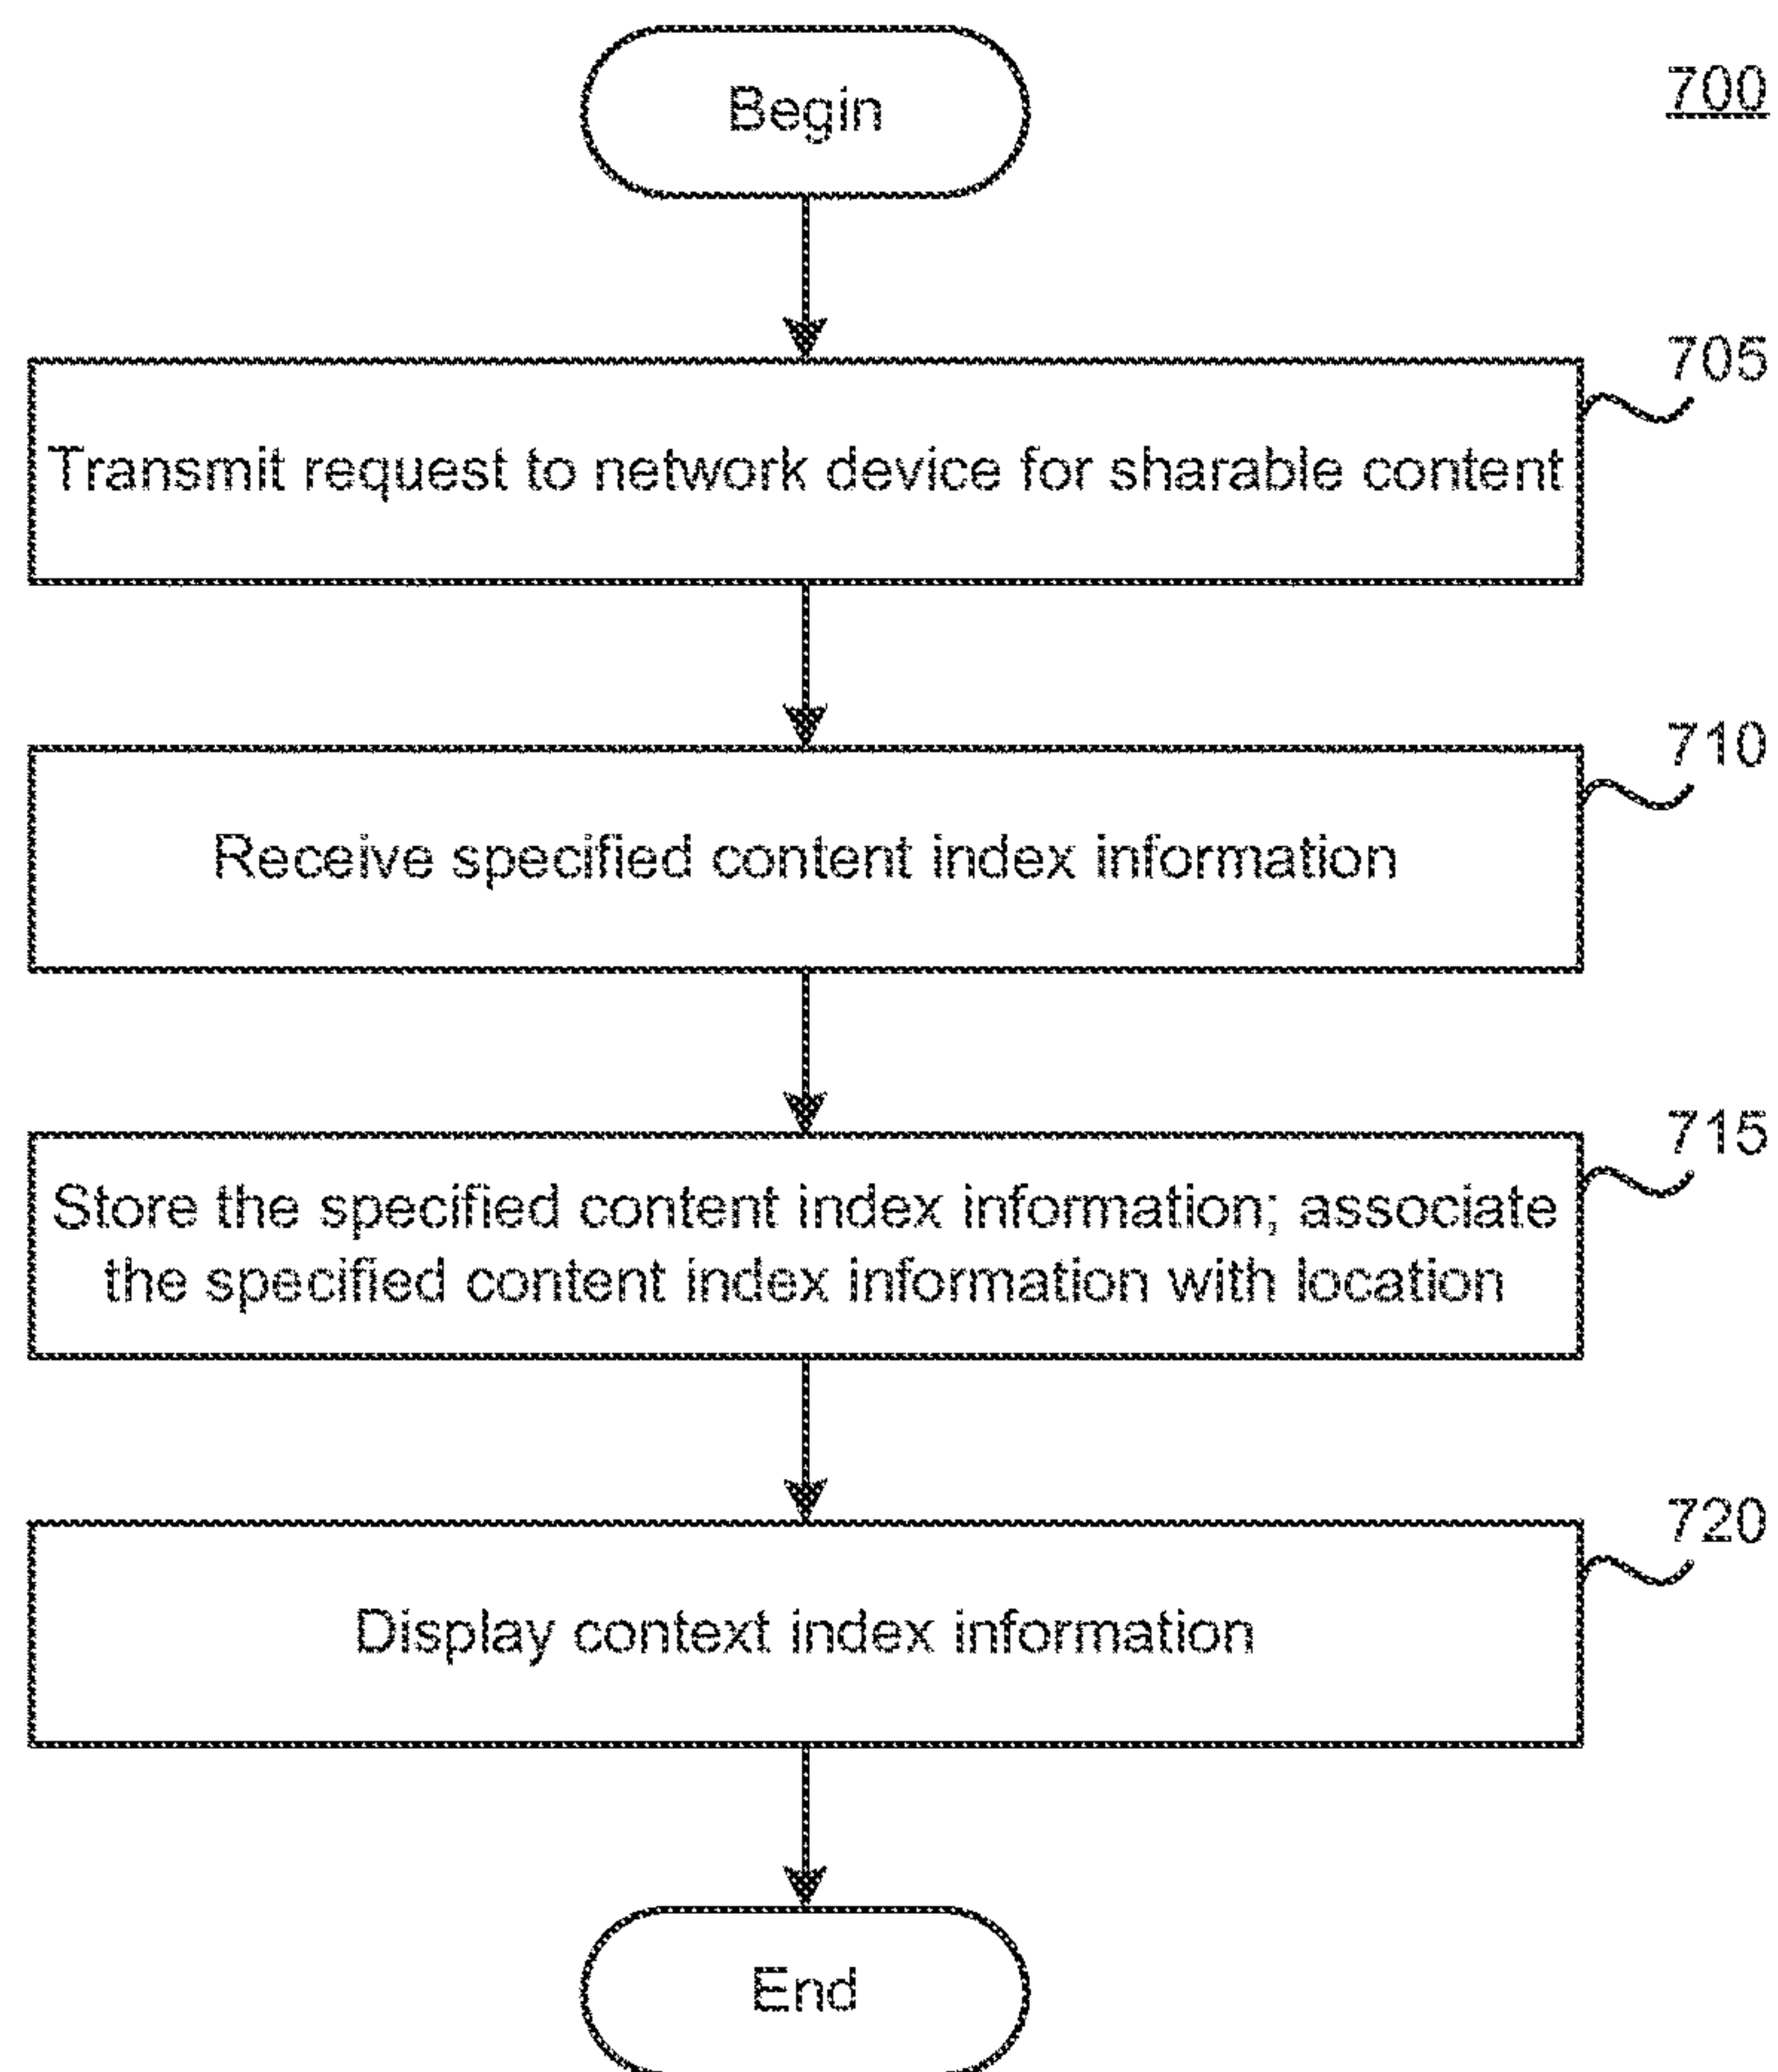 Begin
700
705
Transmit request to network device for sharable content
710
Receive specified content index information
715
Store the specified content index information; associate
the specified content index information with location
720
Display context index information
End